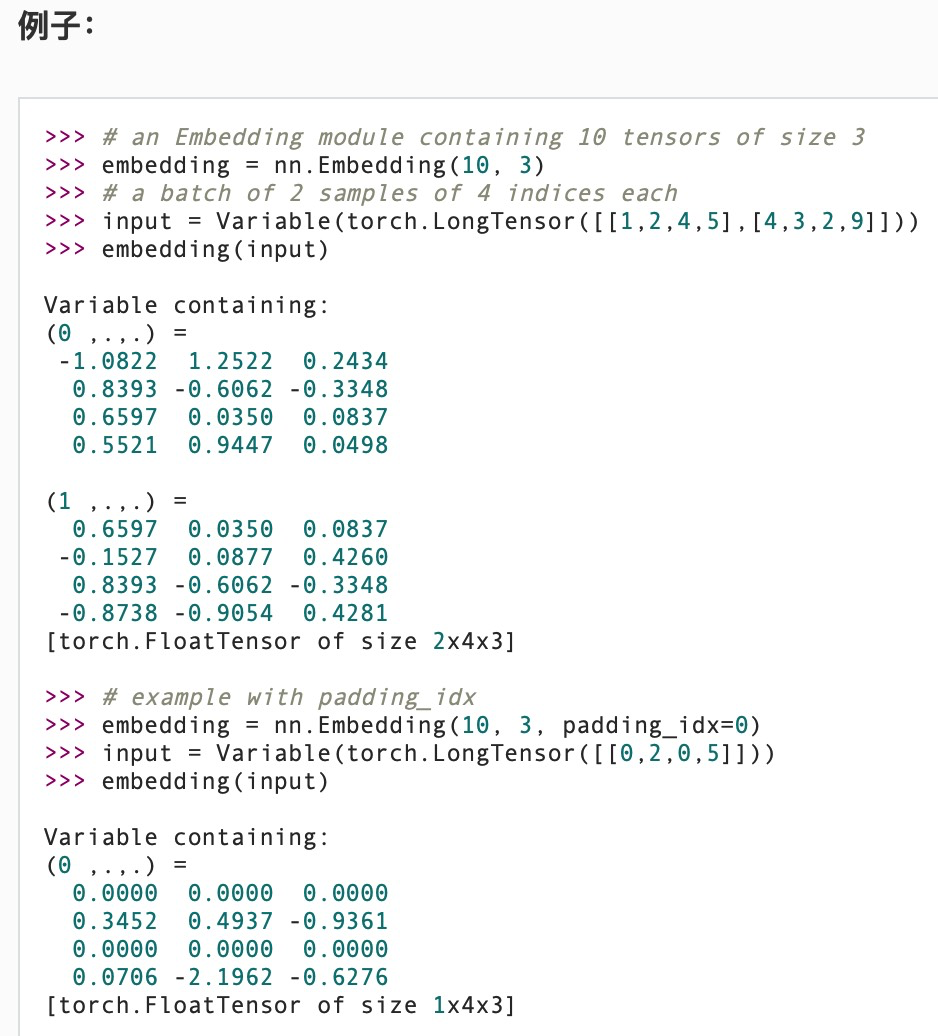 例子：
>>> # an Embedding module containing 10 tensors of size 3
>>> embedding = nn.Embedding(10, 3)
>>> # a batch of 2 samples of 4 indices each
>>> input = Variable(torch.LongTensor([[1,2,4,5],[4,3,2,9]]))
>>> embedding(input)
Variable containing:
(0 ,.,.) =
 -1.0822  1.2522  0.2434
  0.8393 -0.6062 -0.3348
  0.6597  0.0350  0.0837
  0.5521  0.9447  0.0498
(1 ,.,.) =
  0.6597  0.0350  0.0837
 -0.1527  0.0877  0.4260
  0.8393 -0.6062 -0.3348
 -0.8738 -0.9054  0.4281
[torch.FloatTensor of size 2x4x3]
>>> # example with padding_idx
>>> embedding = nn.Embedding(10, 3, padding_idx=0)
>>> input = Variable(torch.LongTensor([[0,2,0,5]]))
>>> embedding(input)
Variable containing:
(0 ,.,.) =
  0.0000  0.0000  0.0000
  0.3452  0.4937 -0.9361
  0.0000  0.0000  0.0000
  0.0706 -2.1962 -0.6276
[torch.FloatTensor of size 1x4x3]